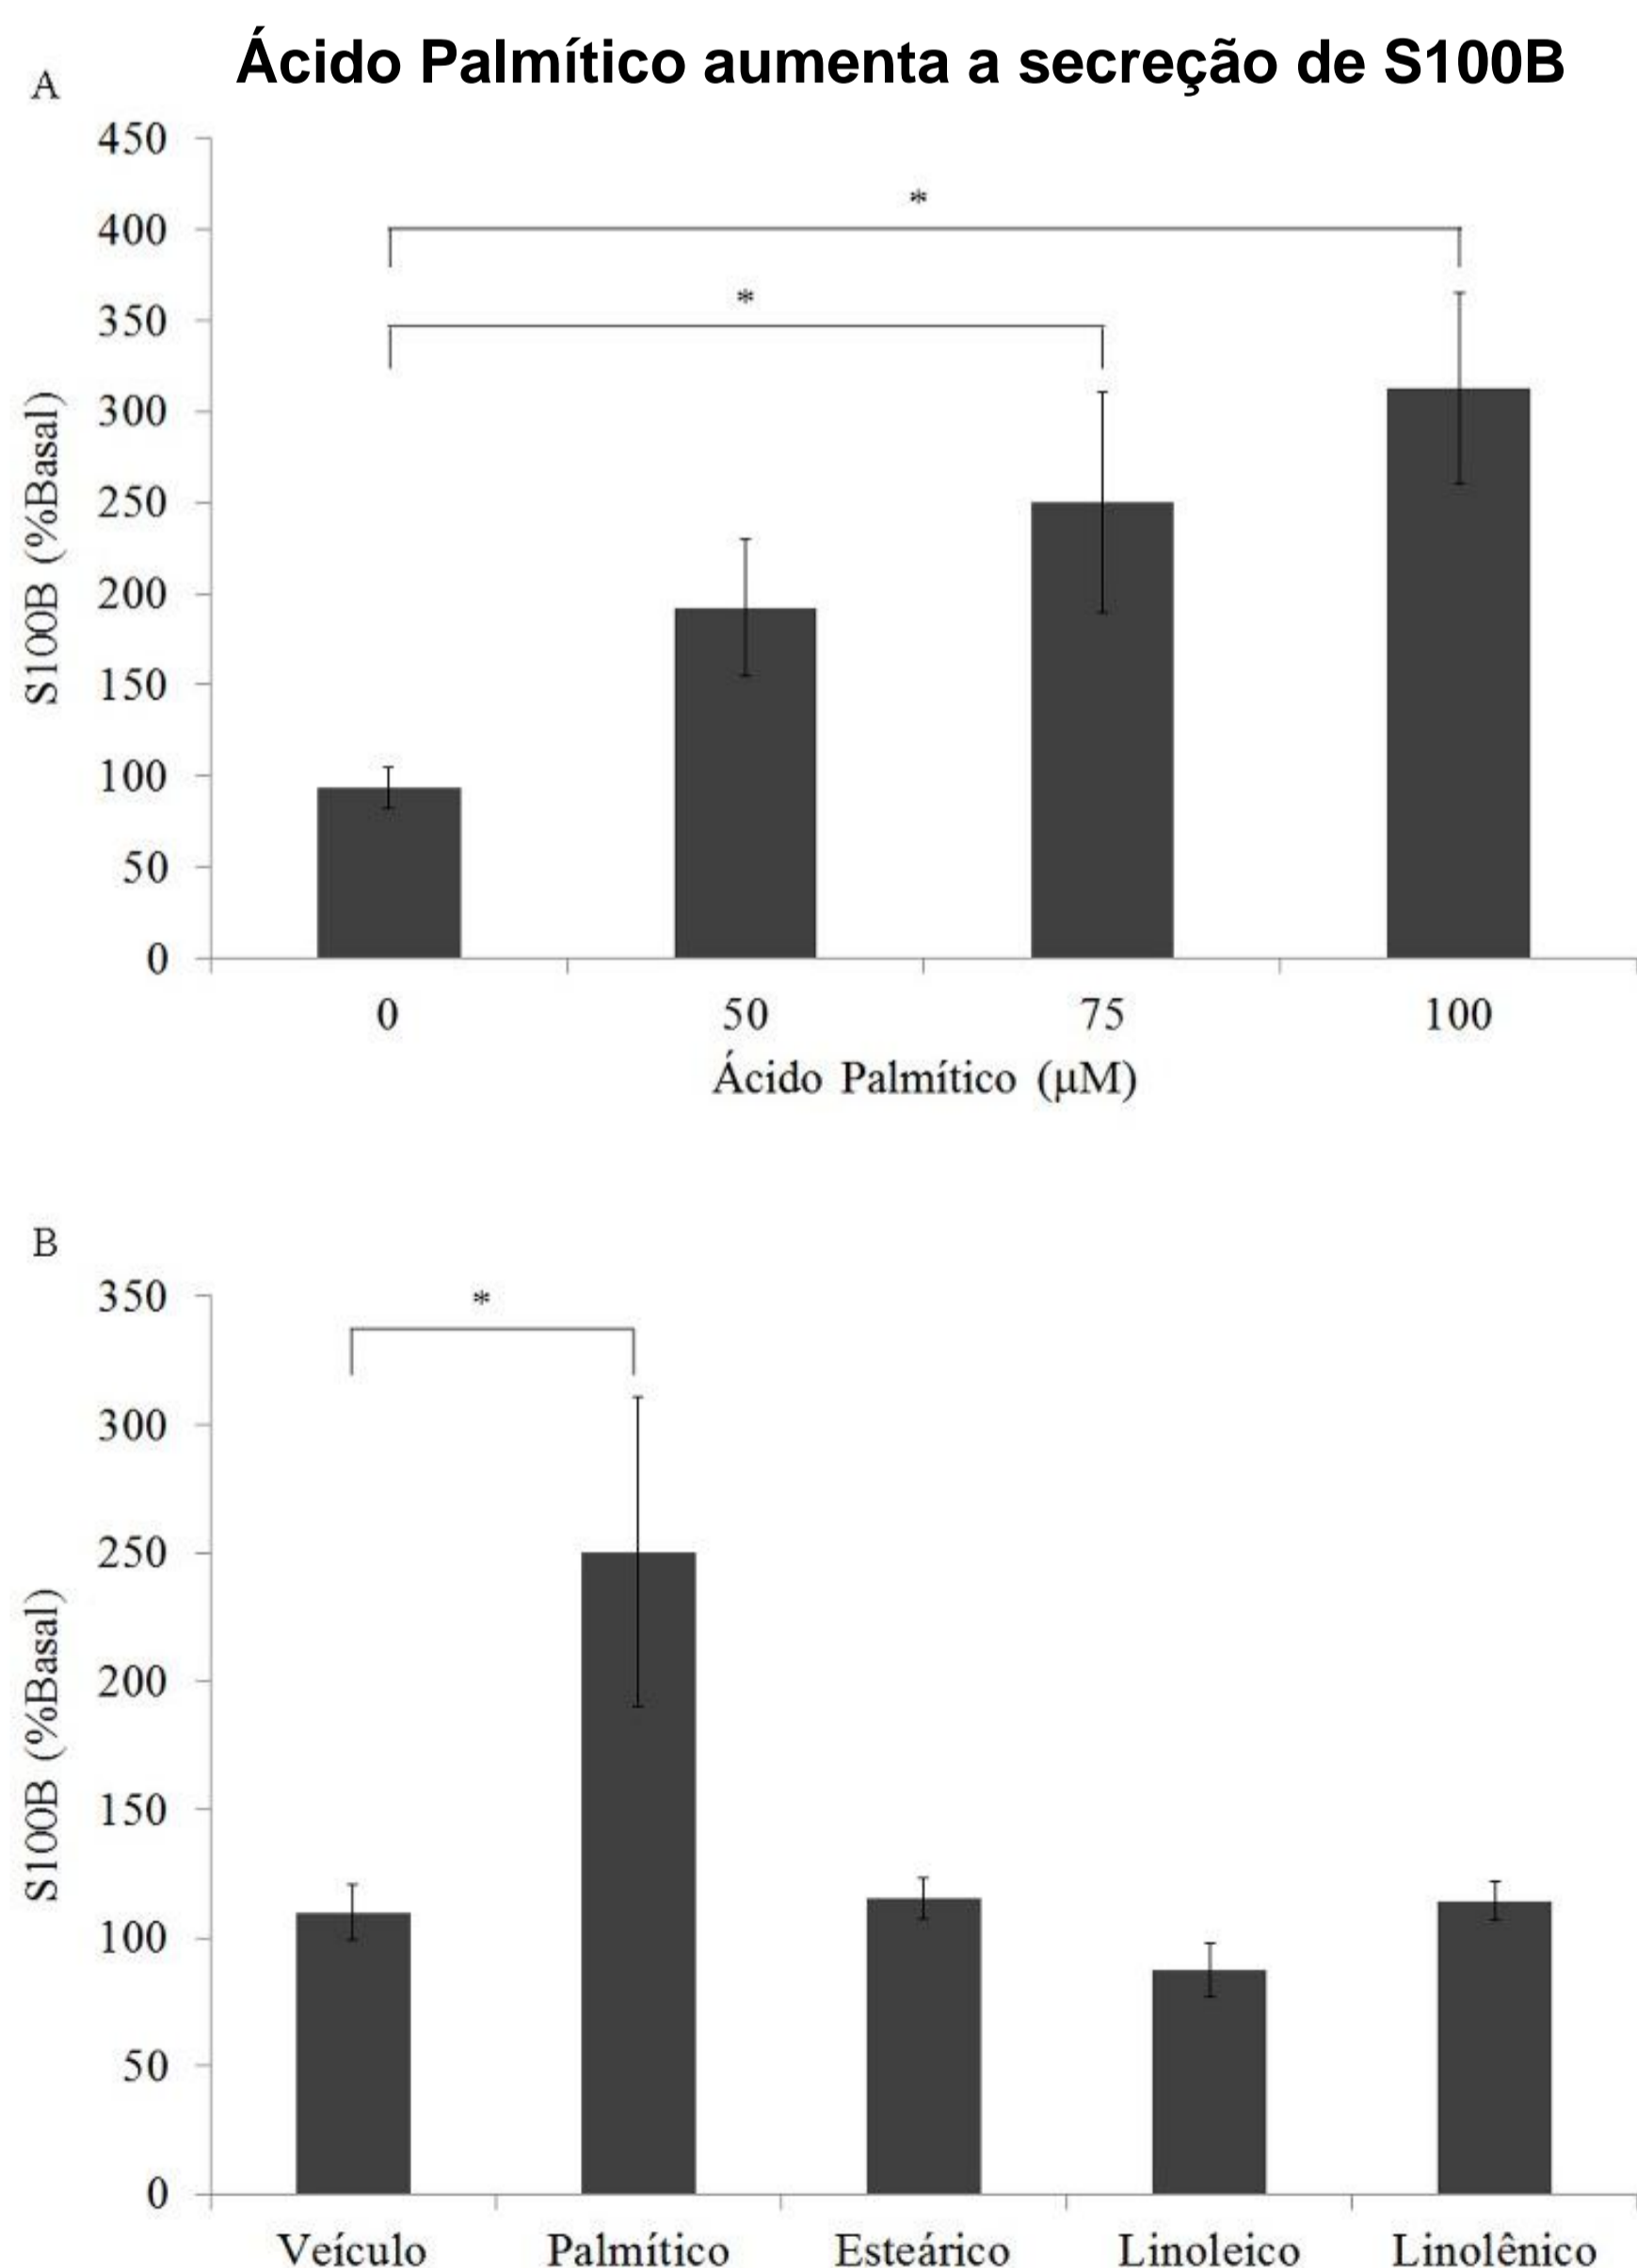 Ácido Palmítico aumenta a secreção de S100B
A
450
400
350
300
250
200
150
100
50
0
S100B (%Basal)
*
*
0 50 75 100
Ácido Palmítico (µM)
B
350
300
250
200
150
100
50
0
S100B (%Basal)
*
Veículo Palmítico Esteárico Linoleico Linolênico